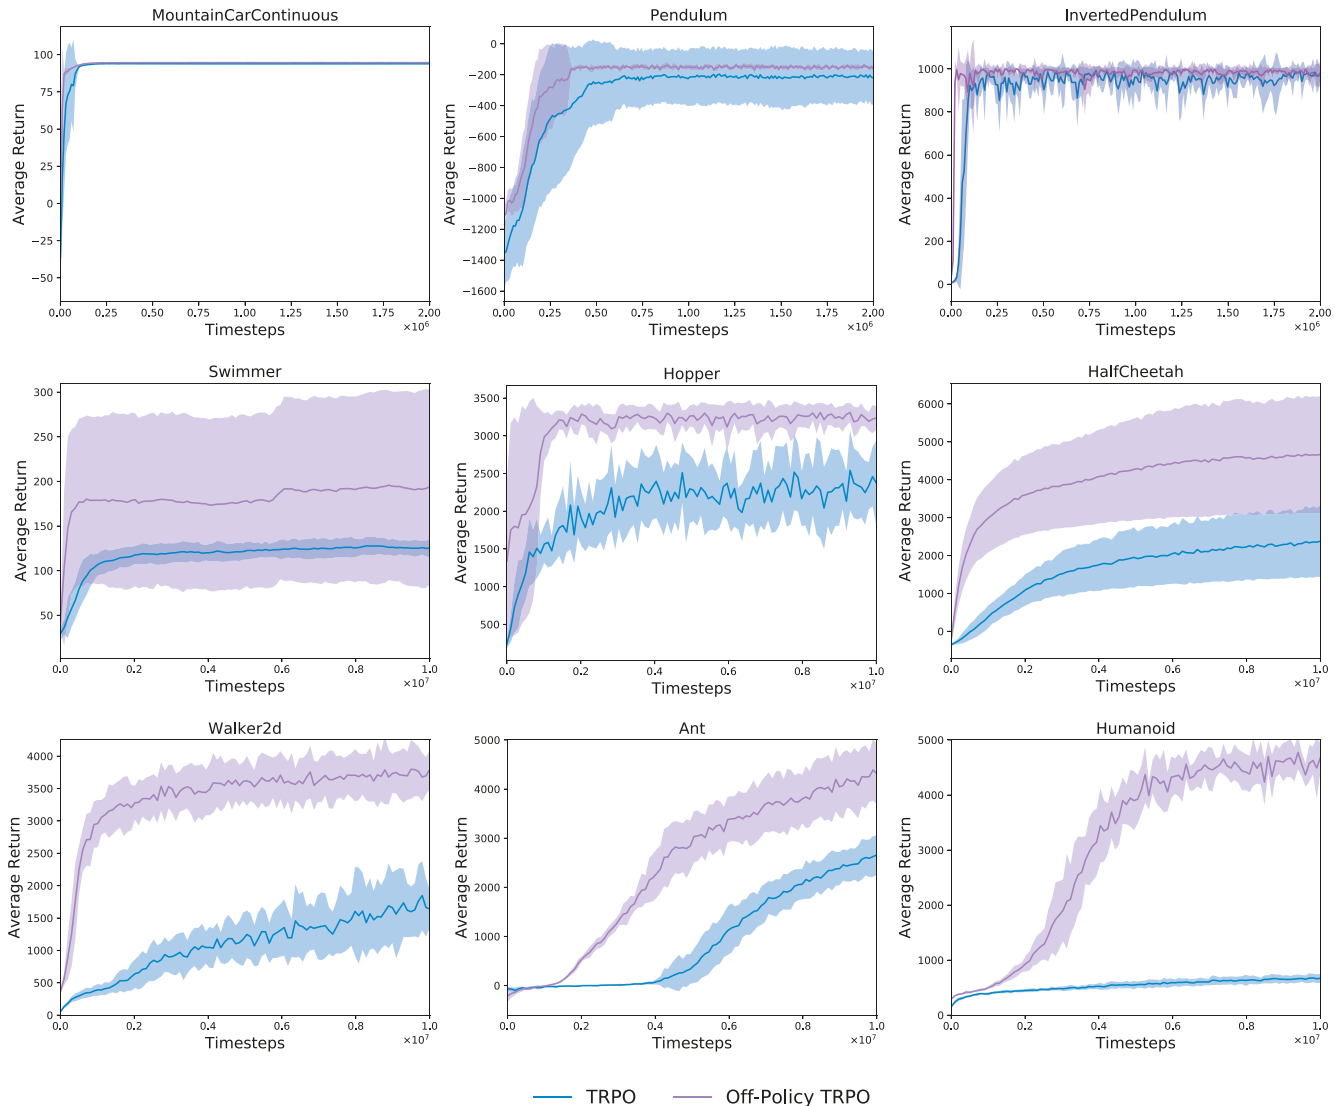 MountainCarContinuous
Average Return
100
75
50
25
0
−25
−50
0.00 0.25 0.50 0.75 1.00 1.25 1.50 1.75 2.00
Timesteps ×10⁶
Pendulum
Average Return
0
−200
−400
−600
−800
−1000
−1200
−1400
−1600
0.00 0.25 0.50 0.75 1.00 1.25 1.50 1.75 2.00
Timesteps ×10⁶
InvertedPendulum
Average Return
1000
800
600
400
200
0
0.00 0.25 0.50 0.75 1.00 1.25 1.50 1.75 2.00
Timesteps ×10⁶
Swimmer
Average Return
300
250
200
150
100
50
0.0 0.2 0.4 0.6 0.8 1.0
Timesteps ×10⁷
Hopper
Average Return
3500
3000
2500
2000
1500
1000
500
0.0 0.2 0.4 0.6 0.8 1.0
Timesteps ×10⁷
HalfCheetah
Average Return
6000
5000
4000
3000
2000
1000
0
0.0 0.2 0.4 0.6 0.8 1.0
Timesteps ×10⁷
Walker2d
Average Return
4000
3500
3000
2500
2000
1500
1000
500
0
0.0 0.2 0.4 0.6 0.8 1.0
Timesteps ×10⁷
Ant
Average Return
5000
4000
3000
2000
1000
0
0.0 0.2 0.4 0.6 0.8 1.0
Timesteps ×10⁷
Humanoid
Average Return
5000
4000
3000
2000
1000
0
0.0 0.2 0.4 0.6 0.8 1.0
Timesteps ×10⁷
TRPO Off-Policy TRPO